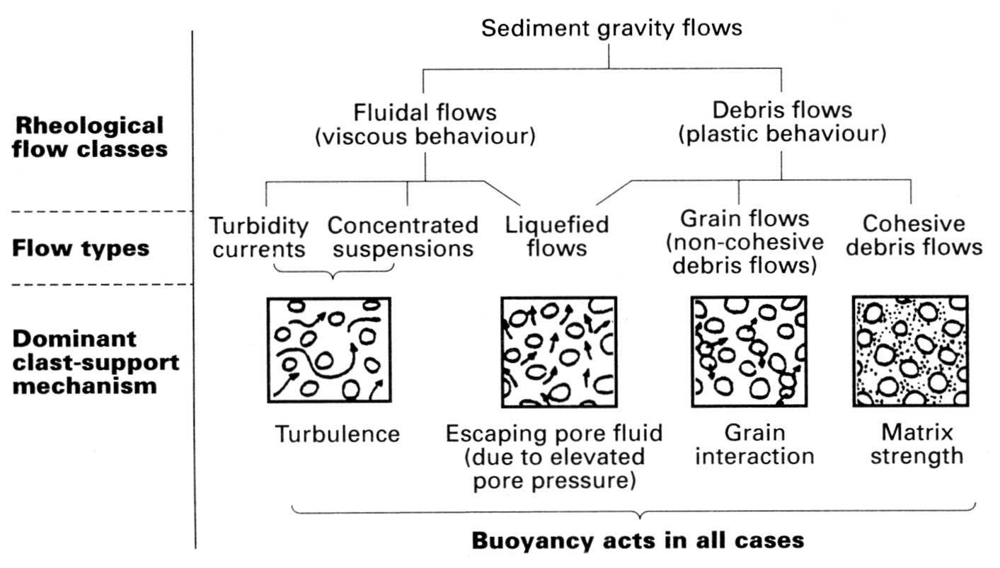 Sediment gravity flows
Rheological
flow classes
Fluidal flows
(viscous behaviour)
Debris flows
(plastic behaviour)
Flow types
Turbidity
currents
Concentrated
suspensions
Liquefied
flows
Grain flows
(non-cohesive
debris flows)
Cohesive
debris flows
Dominant
clast-support
mechanism
Turbulence
Escaping pore fluid
(due to elevated
pore pressure)
Grain
interaction
Matrix
strength
Buoyancy acts in all cases